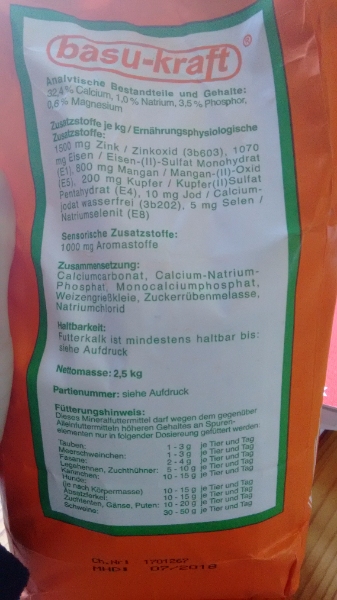 basu-kraft®
Analytische Bestandteile und Gehalte:
32,4 % Calcium, 1,0 % Natrium, 3,5 % Phosphor,
0,6 % Magnesium
Zusatzstoffe je kg / Ernährungsphysiologische
Zusatzstoffe:
1500 mg Zink / Zinkoxid (3b603), 1070
mg Eisen / Eisen-(II)-Sulfat Monohydrat
(E1), 800 mg Mangan / Mangan-(II)-Oxid
(E5), 200 mg Kupfer / Kupfer(II)Sulfat
Pentahydrat (E4), 10 mg Jod / Calcium-
jodat wasserfrei (3b202), 5 mg Selen /
Natriumselenit (E8)
Sensorische Zusatzstoffe:
1000 mg Aromastoffe
Zusammensetzung:
Calciumcarbonat, Calcium-Natrium-
Phosphat, Monocalciumphosphat,
Weizengrießkleie, Zuckerrübenmelasse,
Natriumchlorid
Haltbarkeit:
Futterkalk ist mindestens haltbar bis:
siehe Aufdruck
Nettomasse: 2,5 kg
Partienummer: siehe Aufdruck
Fütterungshinweis:
Dieses Mineralfuttermittel darf wegen dem gegenüber
Alleinfuttermitteln höheren Gehaltes an Spuren-
elementen nur in folgender Dosierung gefüttert werden:
Tauben: 1 - 3 g je Tier und Tag
Meerschweinchen: 1 - 3 g je Tier und Tag
Fasane: 2 - 4 g je Tier und Tag
Legehennen, Zuchthühner: 5 - 10 g je Tier und Tag
Kaninchen: 10 - 15 g je Tier und Tag
Hunde:
(je nach Körpermasse) 10 - 15 g je Tier und Tag
Absatzferkel: 10 - 15 g je Tier und Tag
Zuchtenten, Gänse, Puten: 10 - 20 g je Tier und Tag
Schweine: 30 - 50 g je Tier und Tag
Ch.Nr: 1701267
MHD: 07/2018